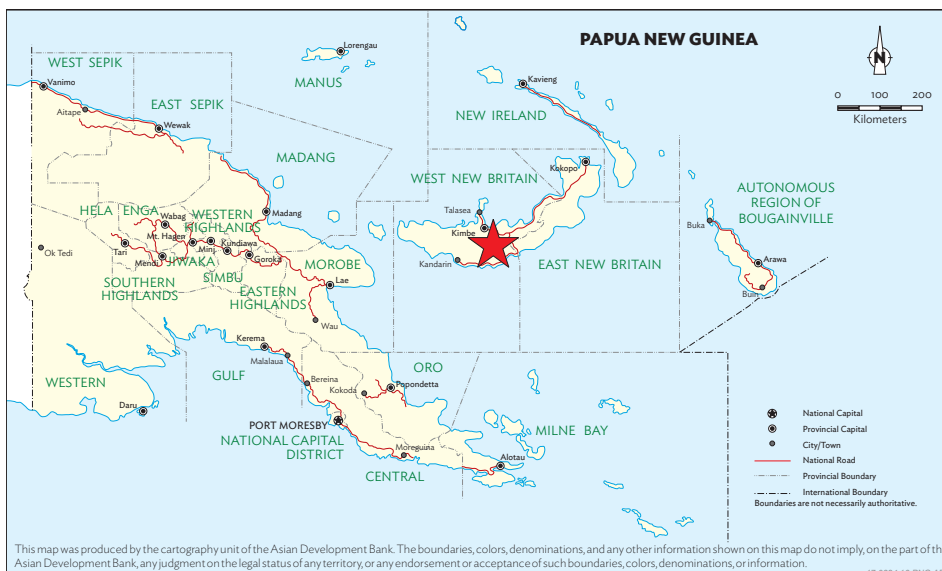 PAPUA NEW GUINEA
N
0 100 200
Kilometers
Lorengau
MANUS
WEST SEPIK
Vanimo
Aitape
EAST SEPIK
Wewak
Kavieng
NEW IRELAND
MADANG
Kokopo
WEST NEW BRITAIN
Talasea
Kimbe
Kandarin
EAST NEW BRITAIN
AUTONOMOUS
REGION OF
BOUGAINVILLE
Buka
Arawa
Buin
HELA ENGA
Wabag
WESTERN
HIGHLANDS
Madang
Mt. Hagen
Minj
Kundiawa
Tari
Mendi
JIWAKA
Goroka
SIMBU
MOROBE
Ok Tedi
SOUTHERN
HIGHLANDS
EASTERN
HIGHLANDS
Lae
Wau
Kerema
Malalaua
GULF
WESTERN
Daru
Bereina
Kokoda
ORO
Popondetta
PORT MORESBY
NATIONAL CAPITAL
DISTRICT
Moreguina
CENTRAL
MILNE BAY
Alotau
National Capital
Provincial Capital
City/Town
National Road
Provincial Boundary
International Boundary
Boundaries are not necessarily authoritative.
This map was produced by the cartography unit of the Asian Development Bank. The boundaries, colors, denominations, and any other information shown on this map do not imply, on the part of the
Asian Development Bank, any judgment on the legal status of any territory, or any endorsement or acceptance of such boundaries, colors, denominations, or information.